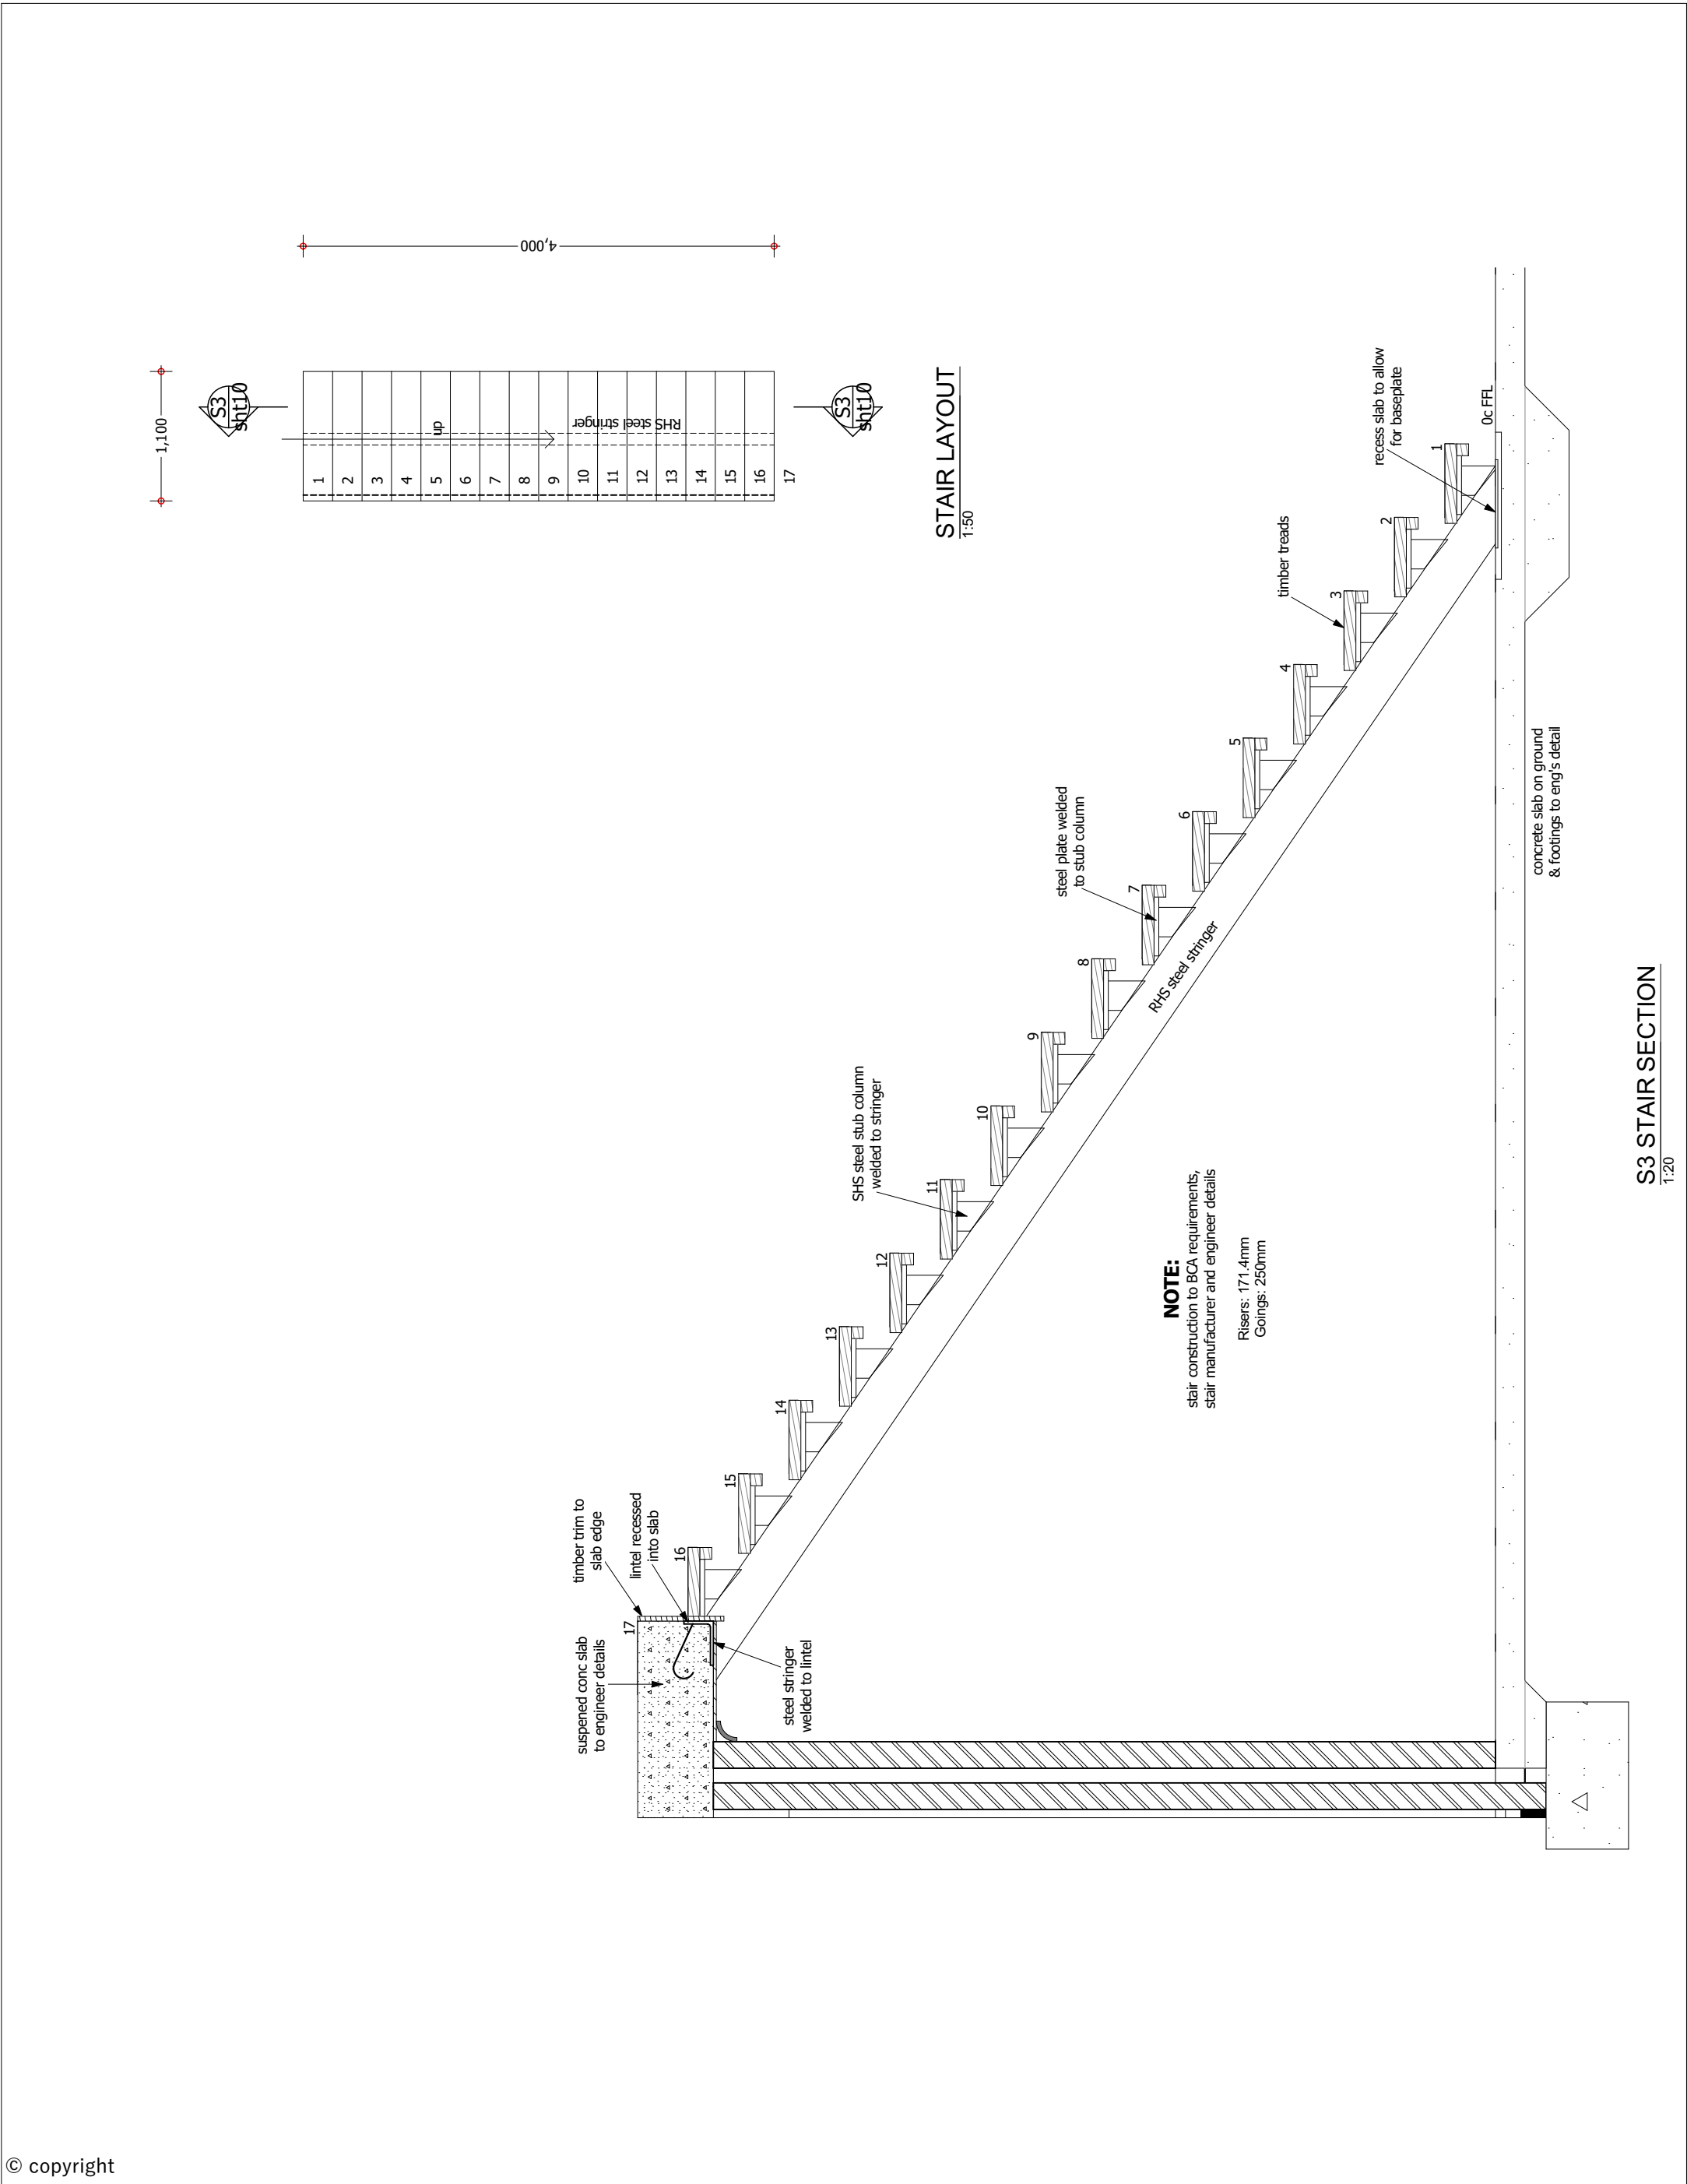 1,100
4,000
S3
sht10
up
RHS steel stringer
1
2
3
4
5
6
7
8
9
10
11
12
13
14
15
16
17
S3
sht10
STAIR LAYOUT
1:50
suspened conc slab
to engineer details
timber trim to
slab edge
lintel recessed
into slab
steel stringer
welded to lintel
SHS steel stub column
welded to stringer
steel plate welded
to stub column
timber treads
recess slab to allow
for baseplate
0c FFL
RHS steel stringer
17
16
15
14
13
12
11
10
9
8
7
6
5
4
3
2
1
NOTE:
stair construction to BCA requirements,
stair manufacturer and engineer details
Risers: 171.4mm
Goings: 250mm
concrete slab on ground
& footings to eng's detail
S3 STAIR SECTION
1:20
© copyright